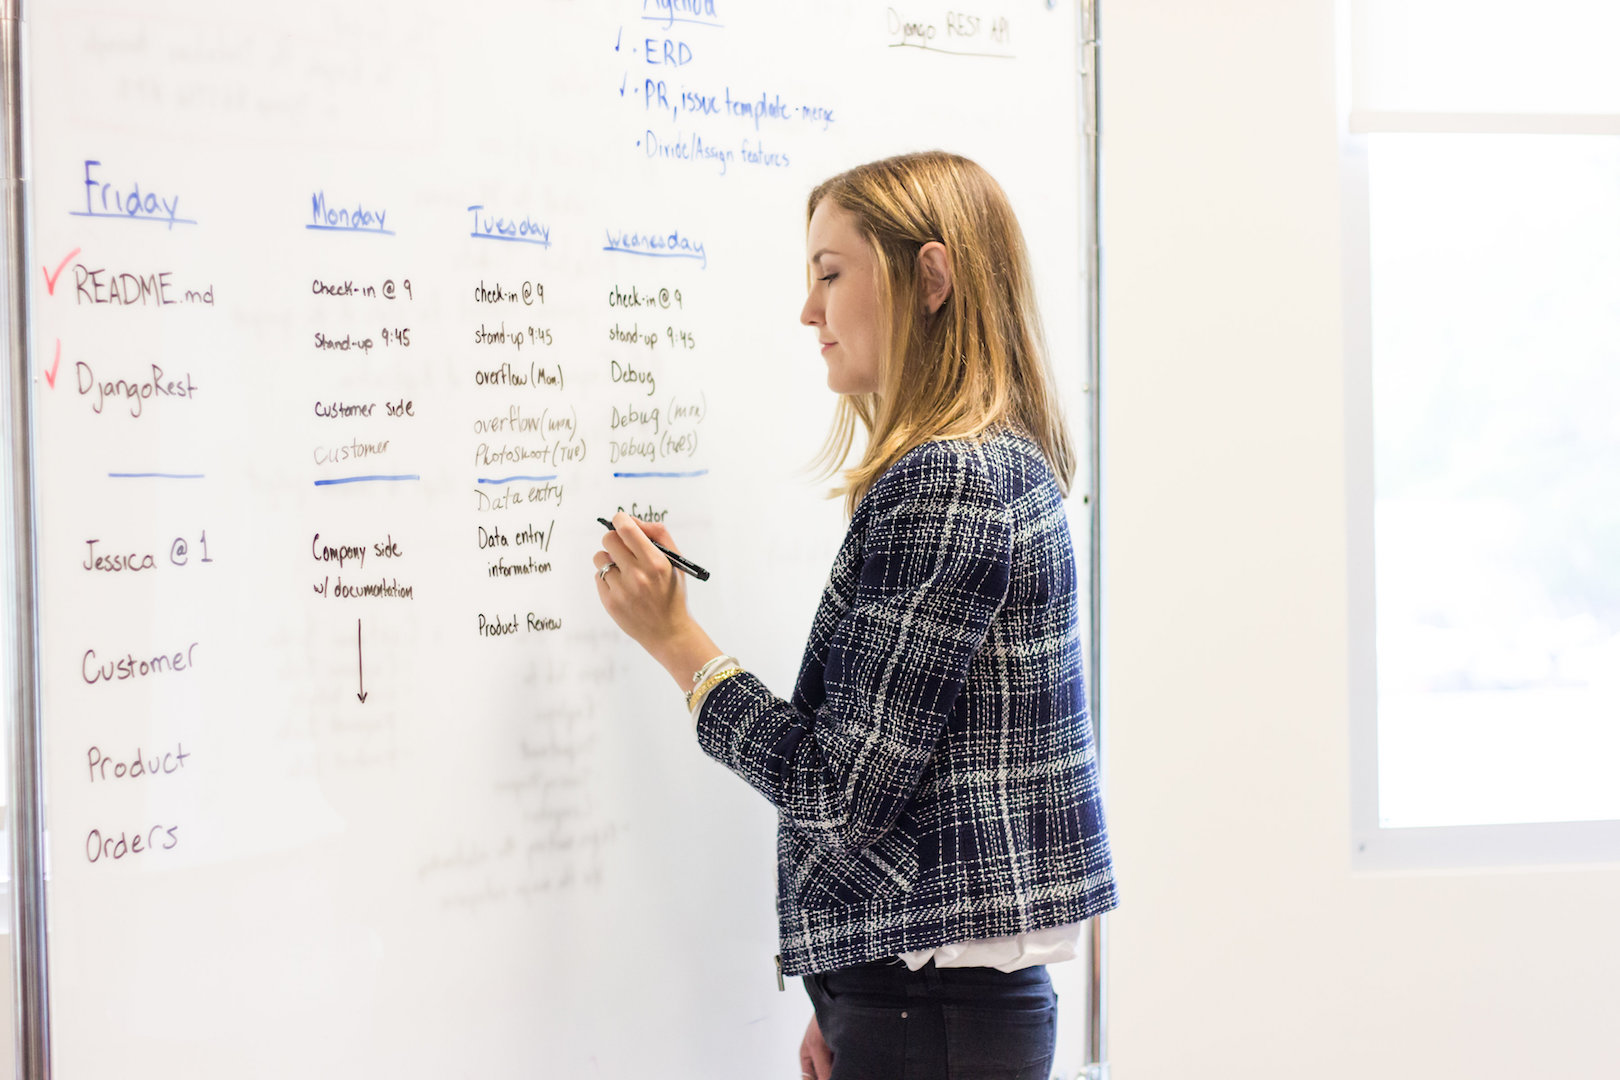 Agenda
✓ • ERD
✓ • PR, issue template - merge
• Divide/Assign features
Django REST API
Friday
✓ README.md
✓ DjangoRest
Jessica @ 1
Customer
Product
Orders
Monday
Check-in @ 9
Stand-up 9:45
Customer side
Customer
Company side
w/ documentation
Tuesday
check-in @ 9
stand-up 9:45
overflow (Mon.)
overflow (mon)
Photoshoot (Tue)
Data entry
Data entry/
information
Product Review
Wednesday
check-in @ 9
stand-up 9:45
Debug
Debug (mon)
Debug (tues)